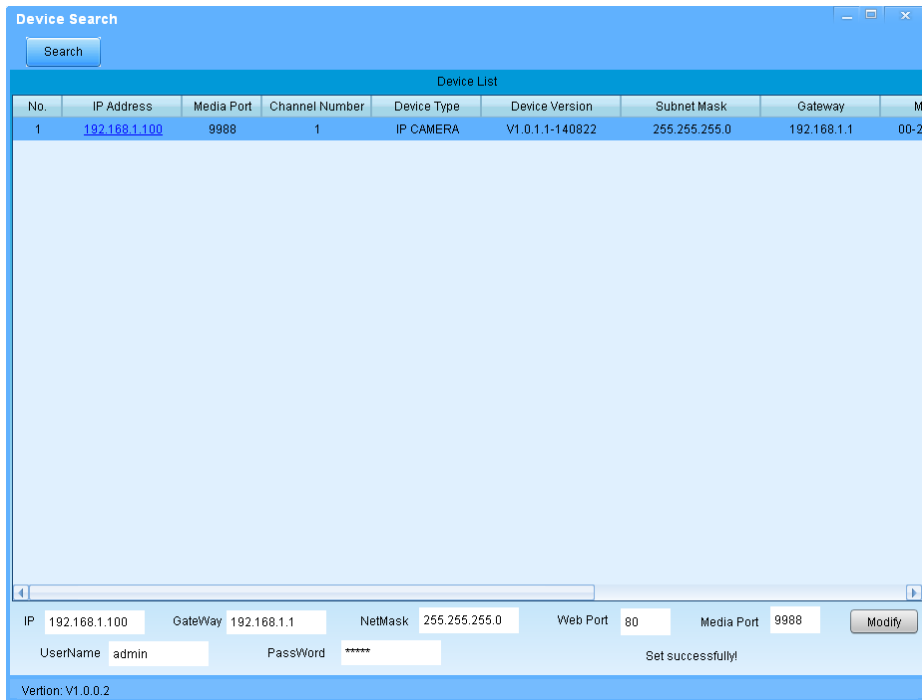 Device Search
Search
Device List
No. IP Address Media Port Channel Number Device Type Device Version Subnet Mask Gateway M
1 192.168.1.100 9988 1 IP CAMERA V1.0.1.1-140822 255.255.255.0 192.168.1.1 00-2
IP 192.168.1.100 GateWay 192.168.1.1 NetMask 255.255.255.0 Web Port 80 Media Port 9988 Modify
UserName admin PassWord ***** Set successfully!
Vertion: V1.0.0.2